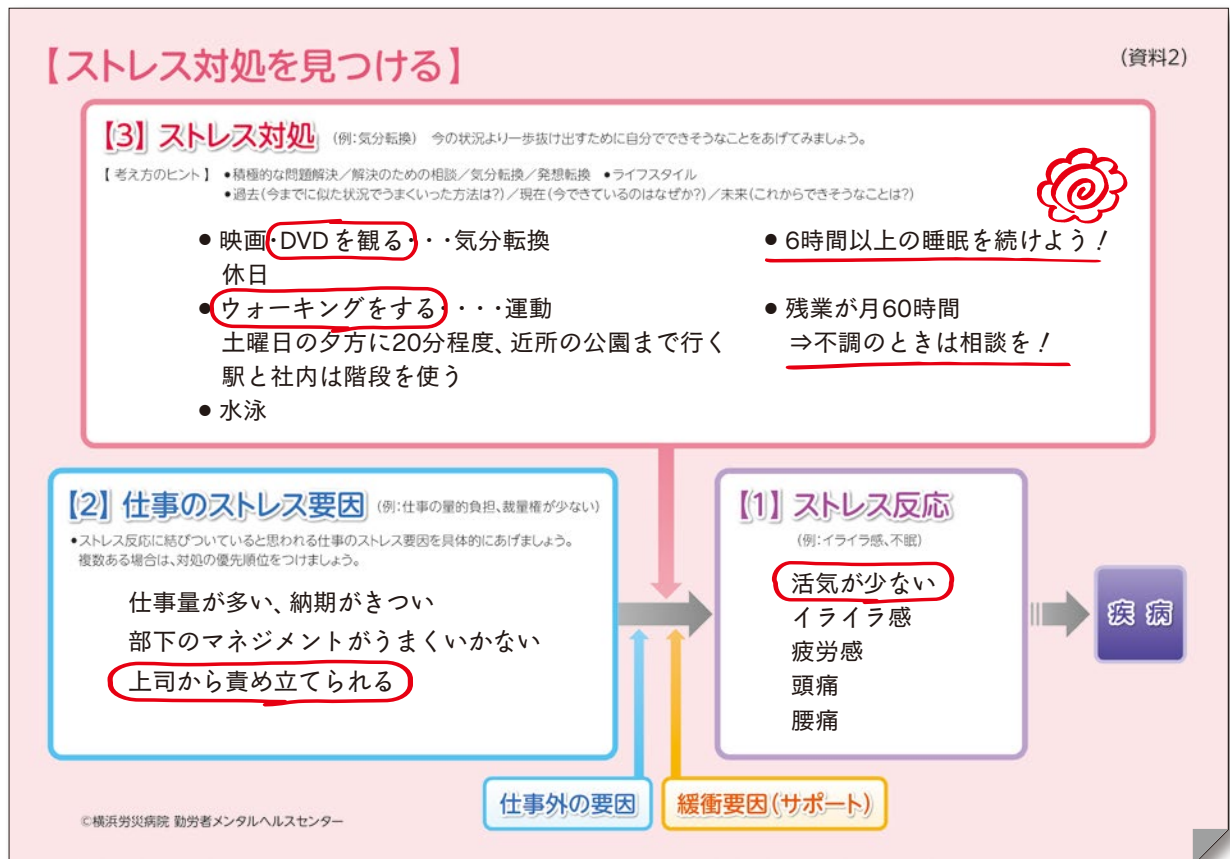 【ストレス対処を見つける】
(資料2)
【3】ストレス対処 (例:気分転換) 今の状況より一歩抜け出すために自分でできそうなことをあげてみましょう。
【考え方のヒント】 ●積極的な問題解決/解決のための相談/気分転換/発想転換 ●ライフスタイル
●過去(今までに似た状況でうまくいった方法は?)/現在(今できているのはなぜか?)/未来(これからできそうなことは?)
● 映画・DVDを観る・・・気分転換
休日
● ウォーキングをする・・・・運動
土曜日の夕方に20分程度、近所の公園まで行く
駅と社内は階段を使う
● 水泳
● 6時間以上の睡眠を続けよう!
● 残業が月60時間
⇒不調のときは相談を!
【2】仕事のストレス要因 (例:仕事の量的負担、裁量権が少ない)
●ストレス反応に結びついていると思われる仕事のストレス要因を具体的にあげましょう。
複数ある場合は、対処の優先順位をつけましょう。
仕事量が多い、納期がきつい
部下のマネジメントがうまくいかない
上司から責め立てられる
【1】ストレス反応
(例:イライラ感、不眠)
活気が少ない
イライラ感
疲労感
頭痛
腰痛
疾病
仕事外の要因
緩衝要因(サポート)
©横浜労災病院 勤労者メンタルヘルスセンター